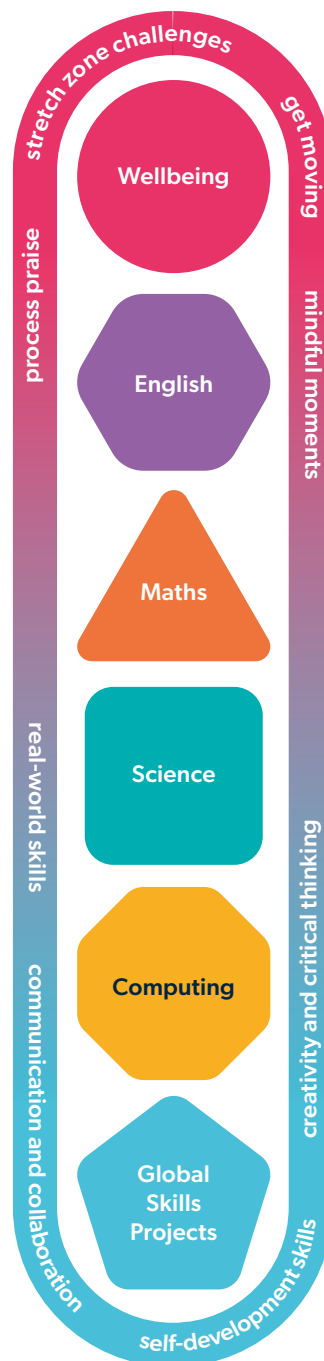 stretch zone challenges
get moving
Wellbeing
process praise
mindful moments
English
Maths
real-world skills
Science
creativity and critical thinking
Computing
communication and collaboration
Global
Skills
Projects
self-development skills